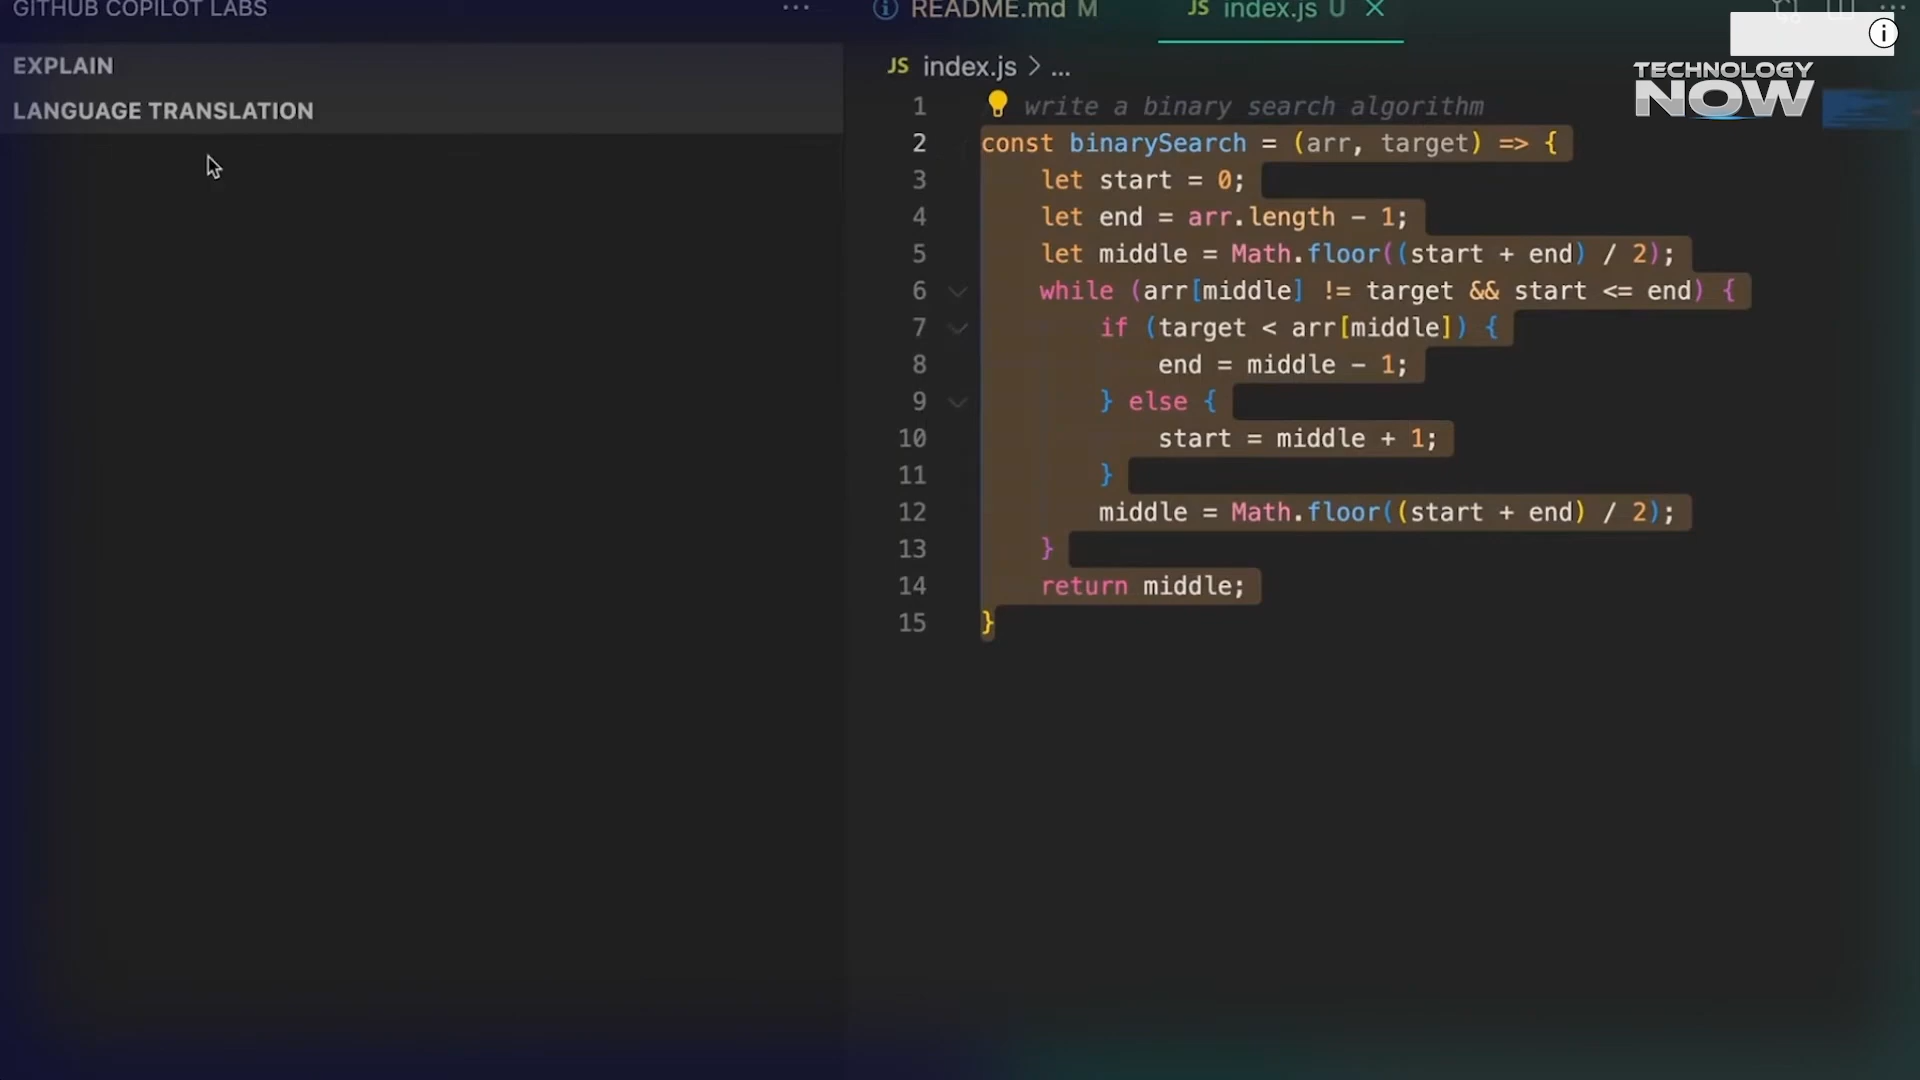 GITHUB COPILOT LABS
EXPLAIN
LANGUAGE TRANSLATION
README.md M
JS index.js U
JS index.js > ...
TECHNOLOGY
NOW
1 write a binary search algorithm
2 const binarySearch = (arr, target) => {
3 let start = 0;
4 let end = arr.length - 1;
5 let middle = Math.floor((start + end) / 2);
6 while (arr[middle] != target && start <= end) {
7 if (target < arr[middle]) {
8 end = middle - 1;
9 } else {
10 start = middle + 1;
11 }
12 middle = Math.floor((start + end) / 2);
13 }
14 return middle;
15 }